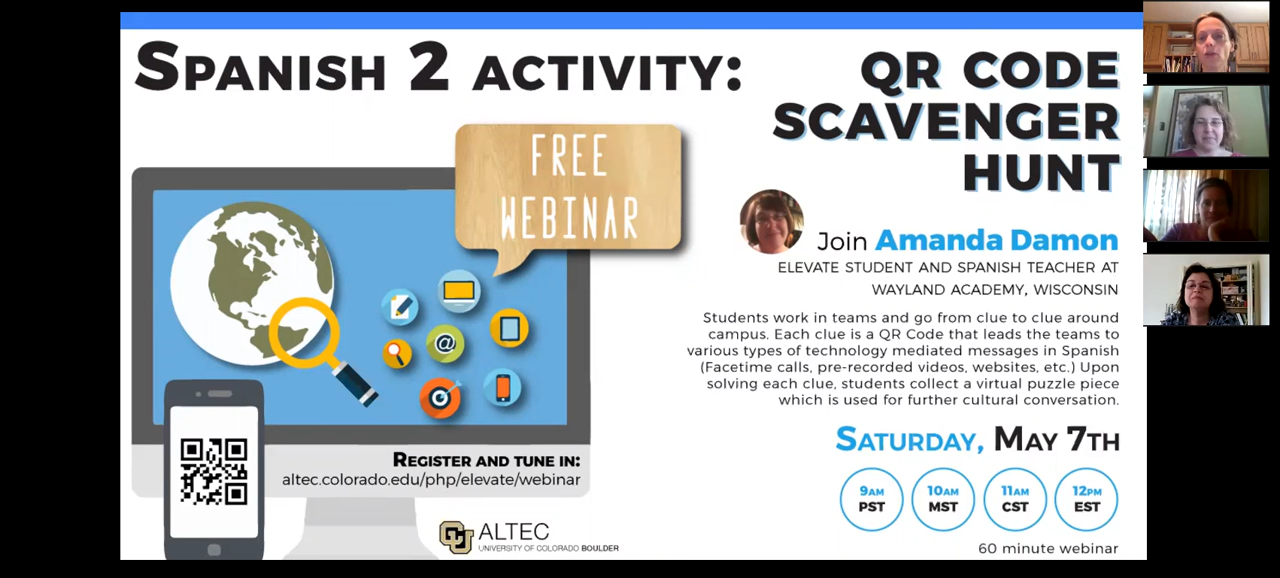 SPANISH 2 ACTIVITY:
QR CODE
SCAVENGER
HUNT
FREE
WEBINAR
Join Amanda Damon
ELEVATE STUDENT AND SPANISH TEACHER AT
WAYLAND ACADEMY, WISCONSIN
Students work in teams and go from clue to clue around
campus. Each clue is a QR Code that leads the teams to
various types of technology mediated messages in Spanish
(Facetime calls, pre-recorded videos, websites, etc.) Upon
solving each clue, students collect a virtual puzzle piece
which is used for further cultural conversation.
@
SATURDAY, MAY 7TH
REGISTER AND TUNE IN:
altec.colorado.edu/php/elevate/webinar
9AM
PST
10AM
MST
11AM
CST
12PM
EST
CU
ALTEC
UNIVERSITY OF COLORADO BOULDER
60 minute webinar